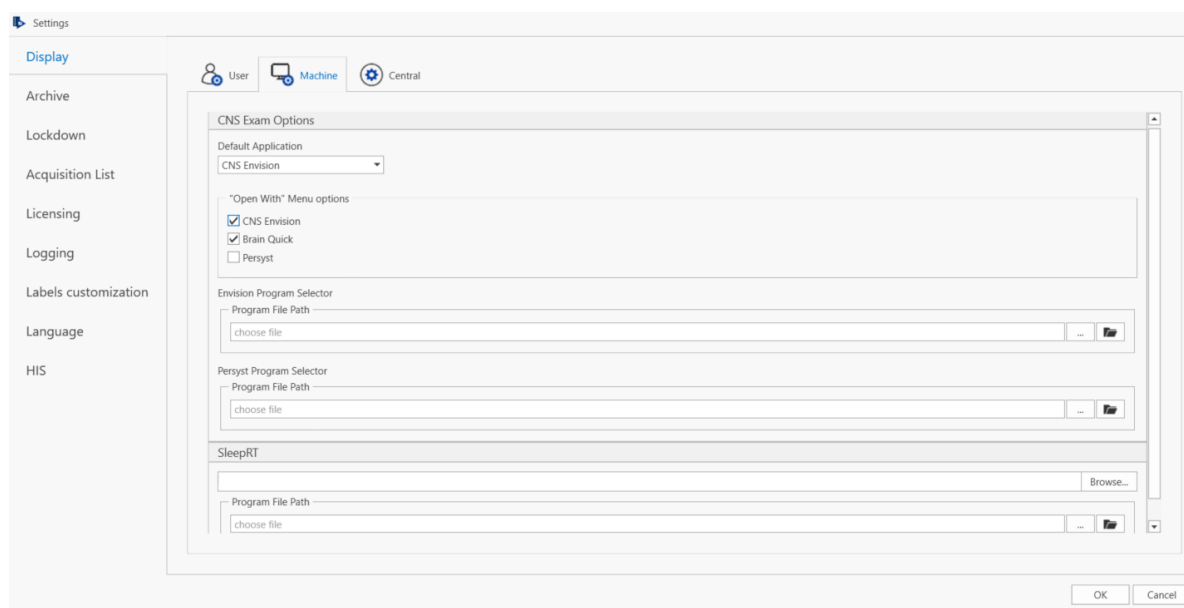 Settings
Display
Archive
Lockdown
Acquisition List
Licensing
Logging
Labels customization
Language
HIS
User
Machine
Central
CNS Exam Options
Default Application
CNS Envision
"Open With" Menu options
CNS Envision
Brain Quick
Persyst
Envision Program Selector
Program File Path
choose file
...
Persyst Program Selector
Program File Path
choose file
...
SleepRT
Browse...
Program File Path
choose file
...
OK
Cancel